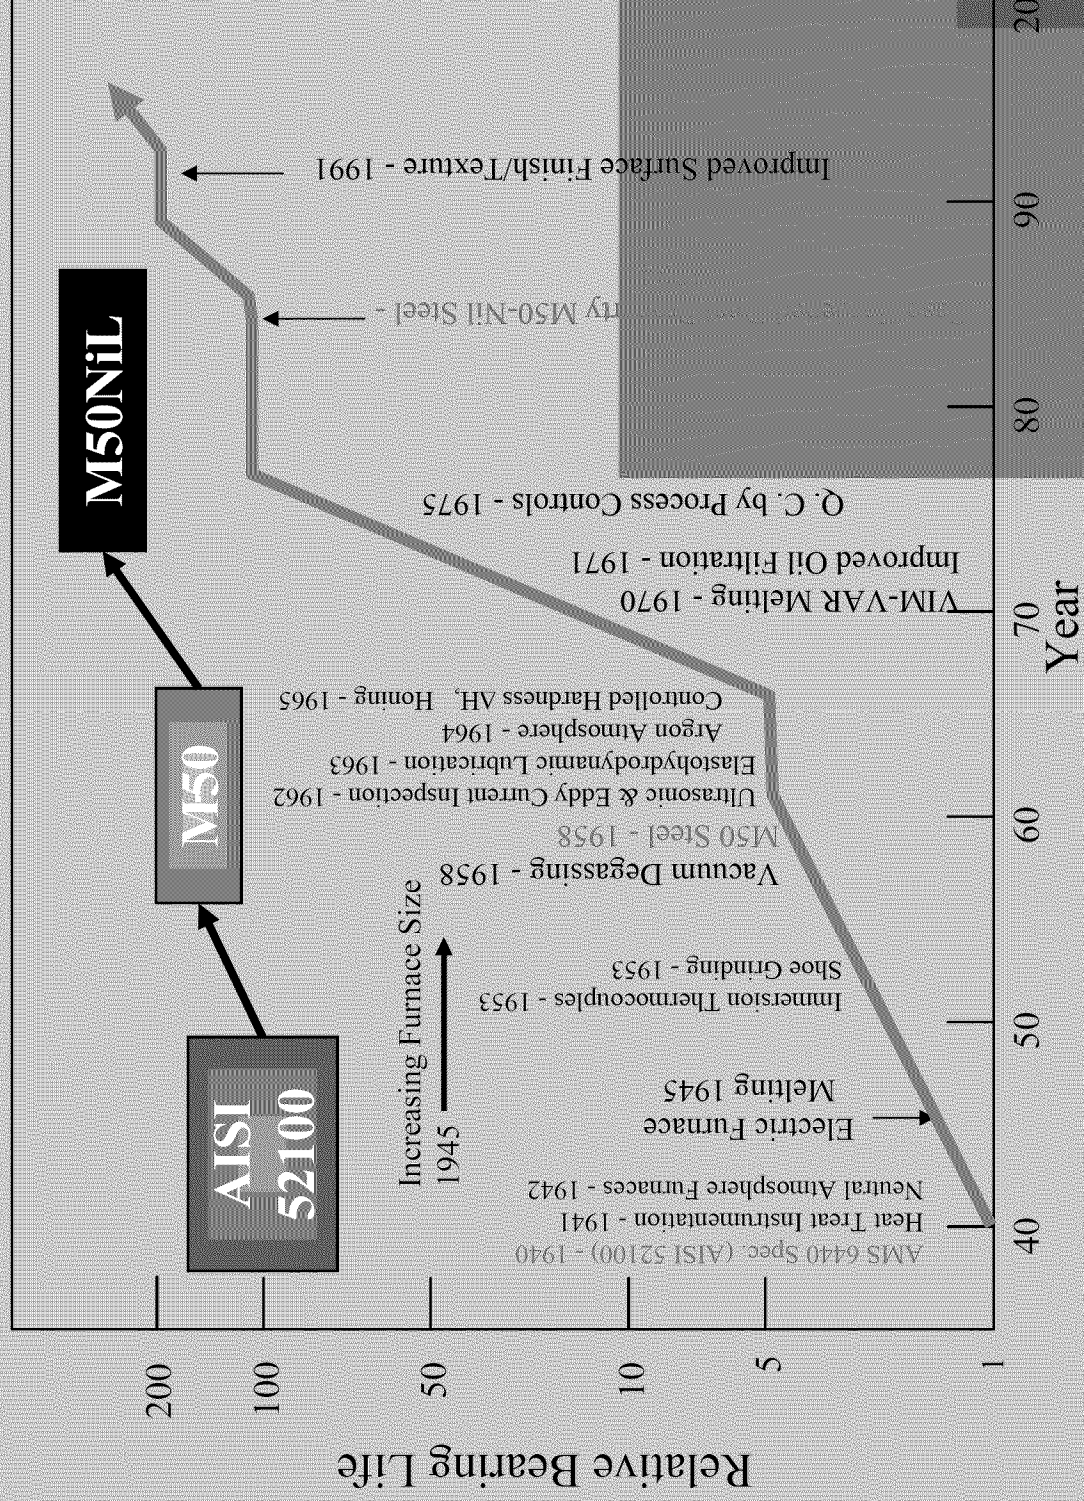 Relative Bearing Life
200
100
50
10
5
1
AISI
52100
M50
M50NiL
Increasing Furnace Size
1945
AMS 6440 Spec. (AISI 52100) - 1940
Heat Treat Instrumentation - 1941
Neutral Atmosphere Furnaces - 1942
Electric Furnace
Melting 1945
Immersion Thermocouples - 1953
Shoe Grinding - 1953
Vacuum Degassing - 1958
M50 Steel - 1958
Ultrasonic & Eddy Current Inspection - 1962
Elastohydrodynamic Lubrication - 1963
Argon Atmosphere - 1964
Controlled Hardness ΔH, Honing - 1965
VIM-VAR Melting - 1970
Improved Oil Filtration - 1971
Q. C. by Process Controls - 1975
M50-Nil Steel -
Improved Surface Finish/Texture - 1991
40
50
60
70
80
90
20
Year